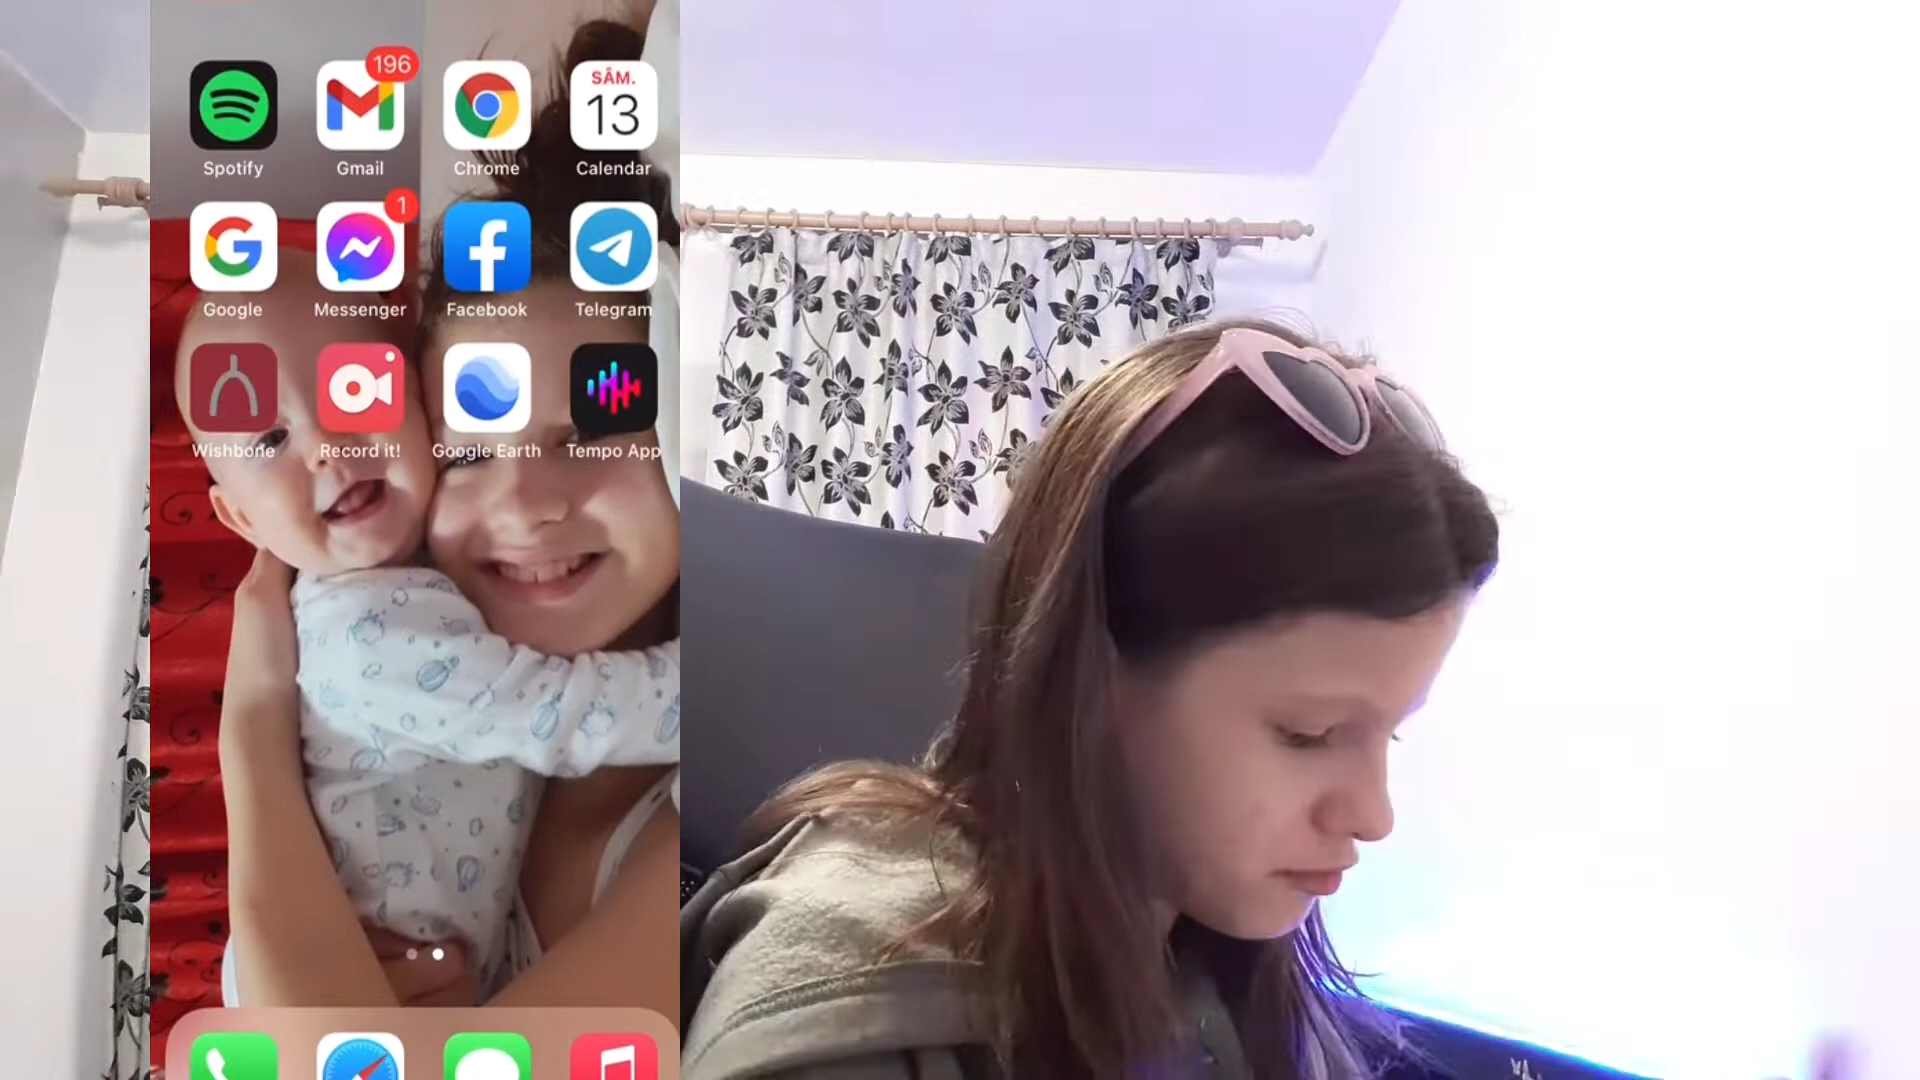 196
SÂM.
13
Spotify
Gmail
Chrome
Calendar
1
Google
Messenger
Facebook
Telegram
Wishbone
Record it!
Google Earth
Tempo App